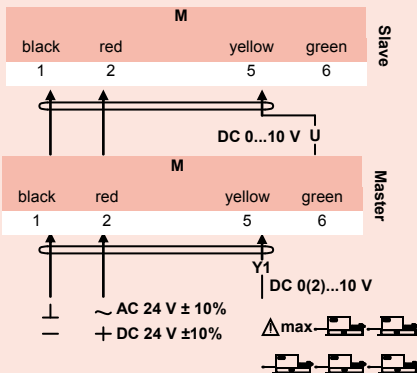 M
black red yellow green
1 2 5 6
Slave
DC 0...10 V U
M
black red yellow green
1 2 5 6
Master
Y1
DC 0(2)...10 V
⊥ ~ AC 24 V ± 10%
− + DC 24 V ±10%
⚠ max